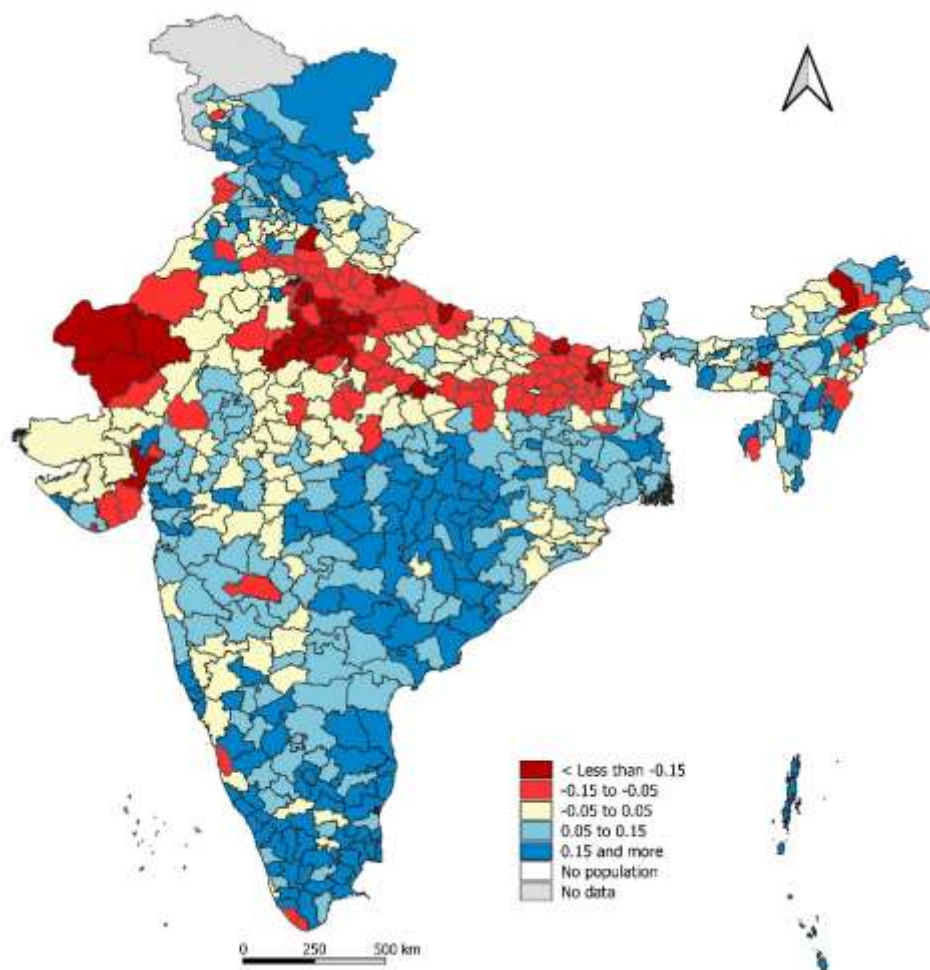 < Less than -0.15
-0.15 to -0.05
-0.05 to 0.05
0.05 to 0.15
0.15 and more
No population
No data
0 250 500 km